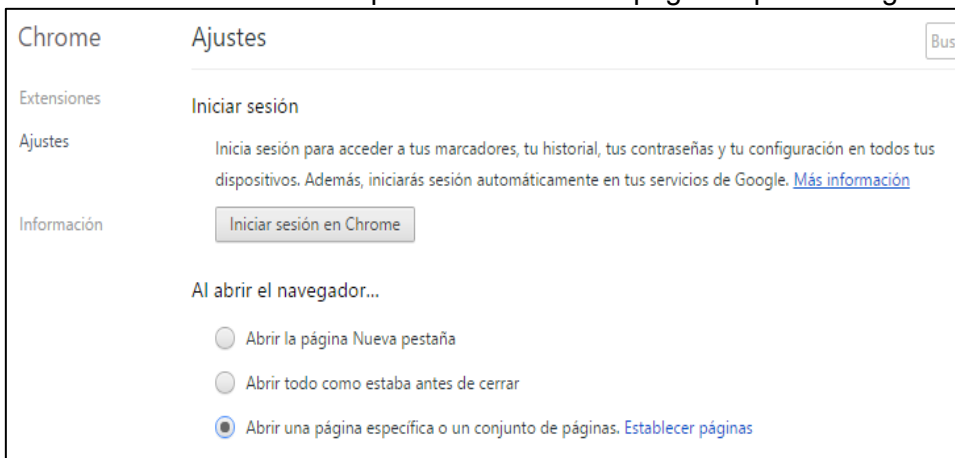 Chrome
Ajustes
Bus
Extensiones
Ajustes
Información
Iniciar sesión
Inicia sesión para acceder a tus marcadores, tu historial, tus contraseñas y tu configuración en todos tus
dispositivos. Además, iniciarás sesión automáticamente en tus servicios de Google. Más información
Iniciar sesión en Chrome
Al abrir el navegador...
Abrir la página Nueva pestaña
Abrir todo como estaba antes de cerrar
Abrir una página específica o un conjunto de páginas. Establecer páginas